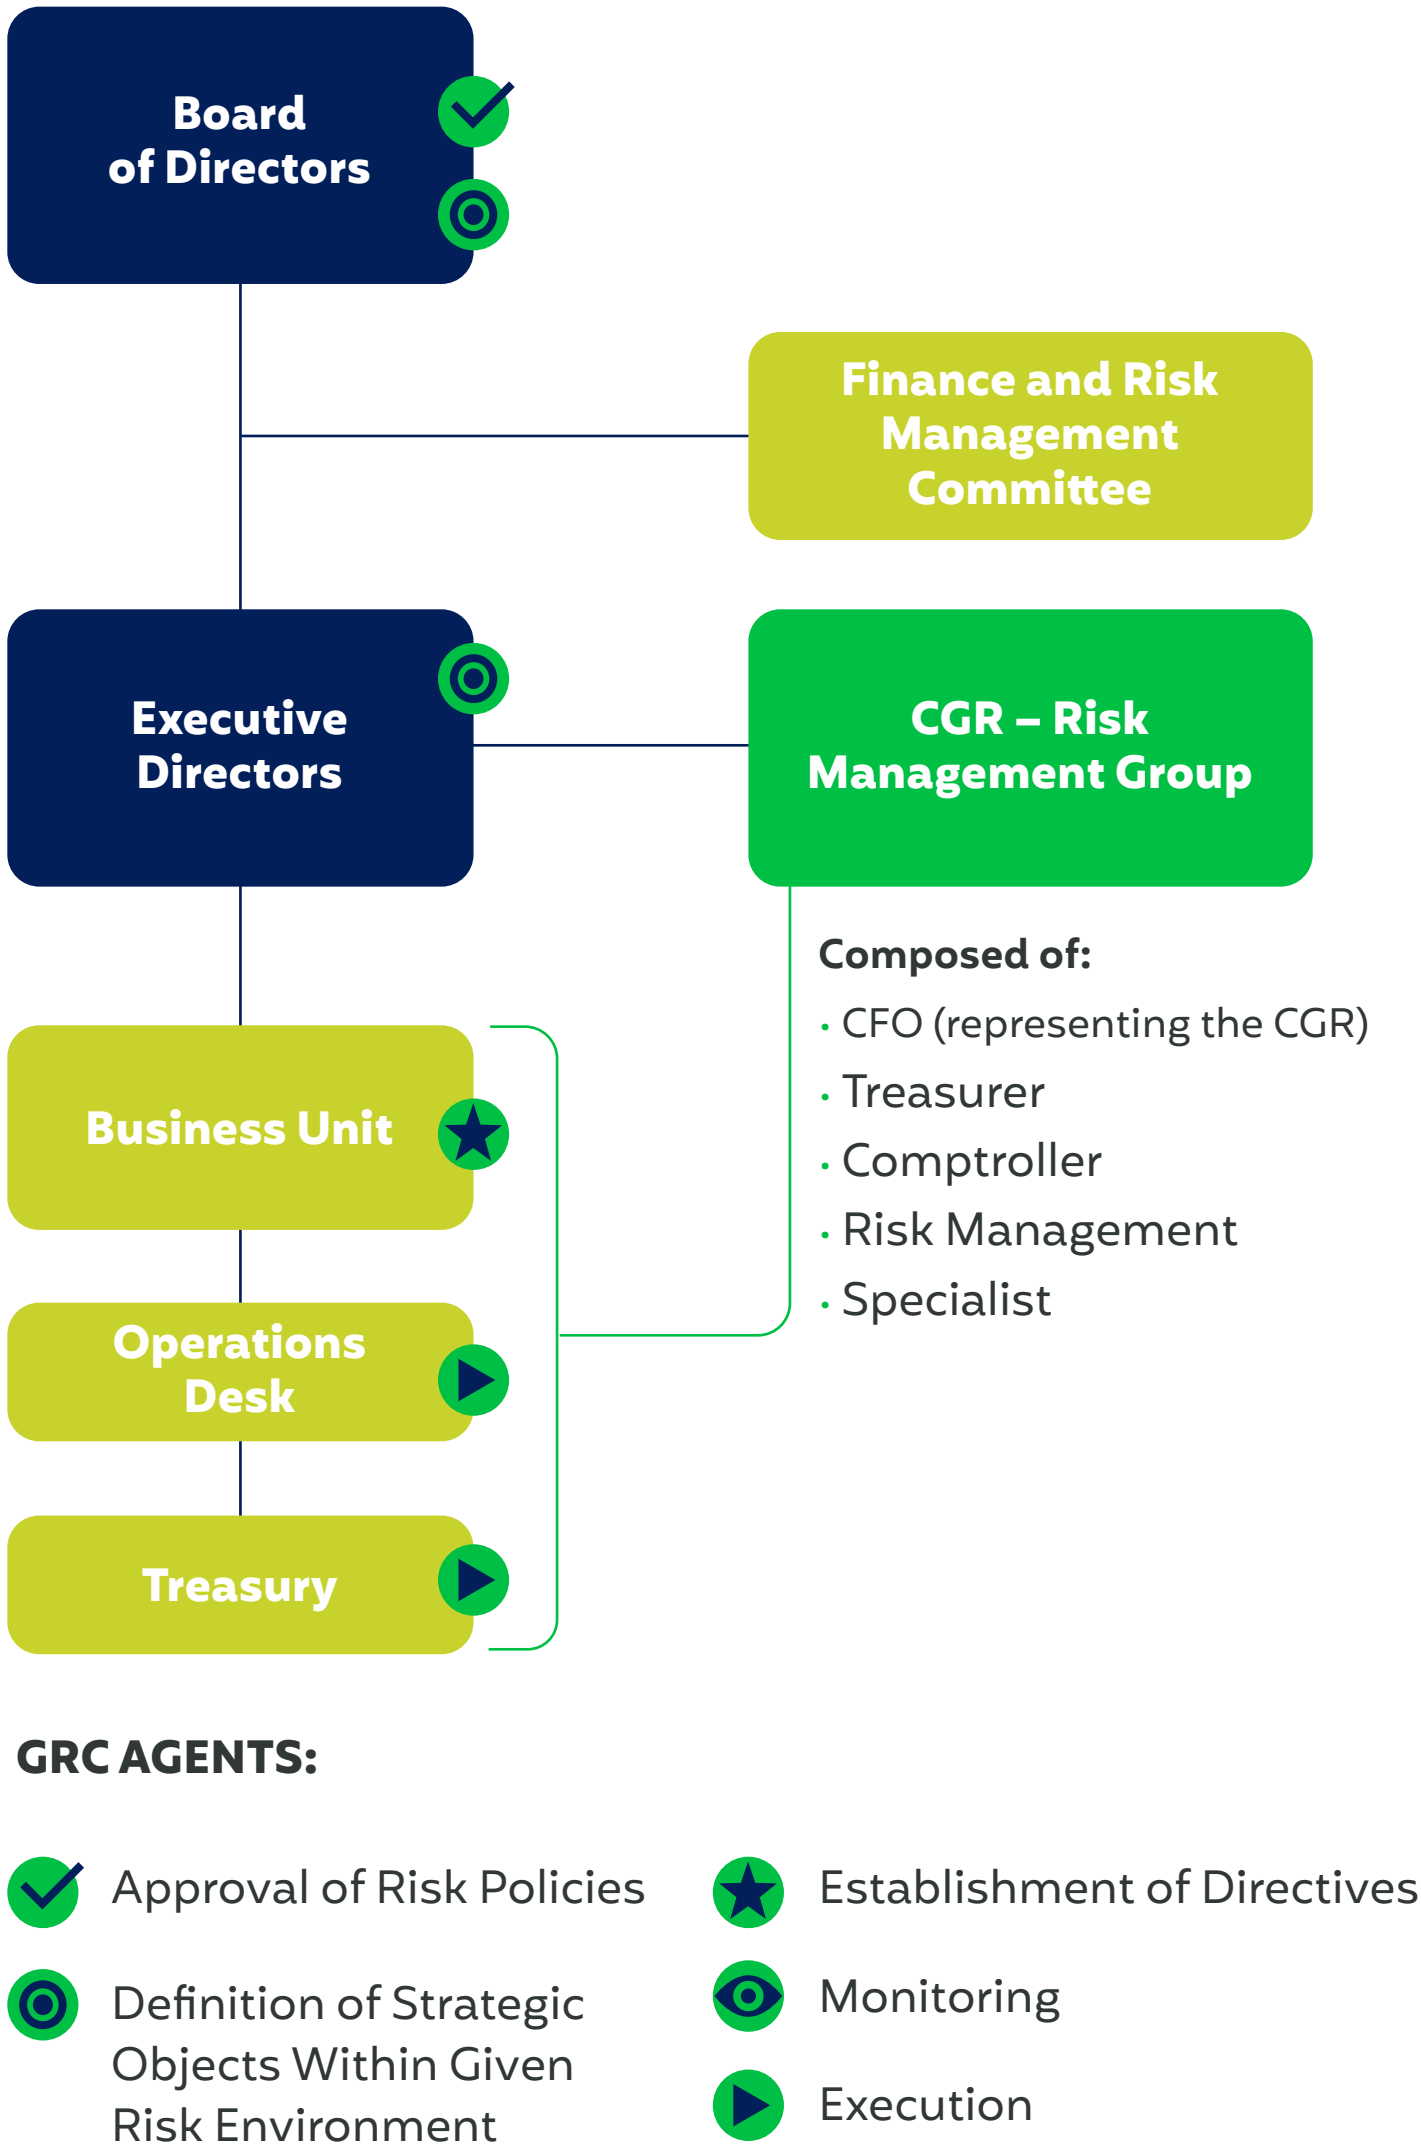 Board
of Directors
Finance and Risk
Management
Committee
Executive
Directors
CGR – Risk
Management Group
Composed of:
· CFO (representing the CGR)
· Treasurer
· Comptroller
· Risk Management
· Specialist
Business Unit
Operations
Desk
Treasury
GRC AGENTS:
Approval of Risk Policies
Definition of Strategic
Objects Within Given
Risk Environment
Establishment of Directives
Monitoring
Execution